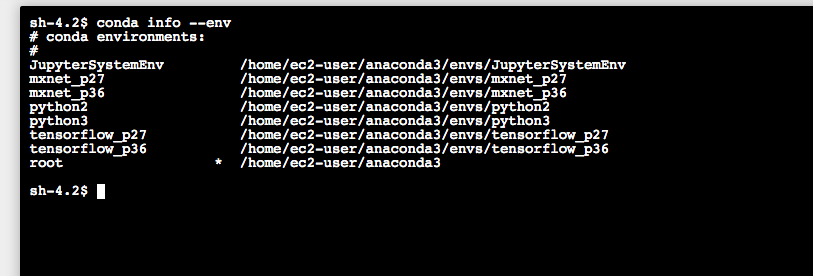 sh-4.2$ conda info --env
# conda environments:
#
JupyterSystemEnv         /home/ec2-user/anaconda3/envs/JupyterSystemEnv
mxnet_p27                /home/ec2-user/anaconda3/envs/mxnet_p27
mxnet_p36                /home/ec2-user/anaconda3/envs/mxnet_p36
python2                  /home/ec2-user/anaconda3/envs/python2
python3                  /home/ec2-user/anaconda3/envs/python3
tensorflow_p27           /home/ec2-user/anaconda3/envs/tensorflow_p27
tensorflow_p36           /home/ec2-user/anaconda3/envs/tensorflow_p36
root                  *  /home/ec2-user/anaconda3
sh-4.2$